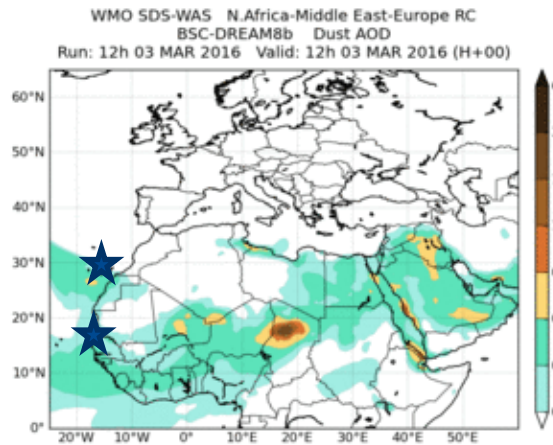 WMO SDS-WAS N.Africa-Middle East-Europe RC
BSC-DREAM8b Dust AOD
Run: 12h 03 MAR 2016 Valid: 12h 03 MAR 2016 (H+00)
60°N
50°N
40°N
30°N
20°N
10°N
0°
20°W
10°W
0°
10°E
20°E
30°E
40°E
50°E